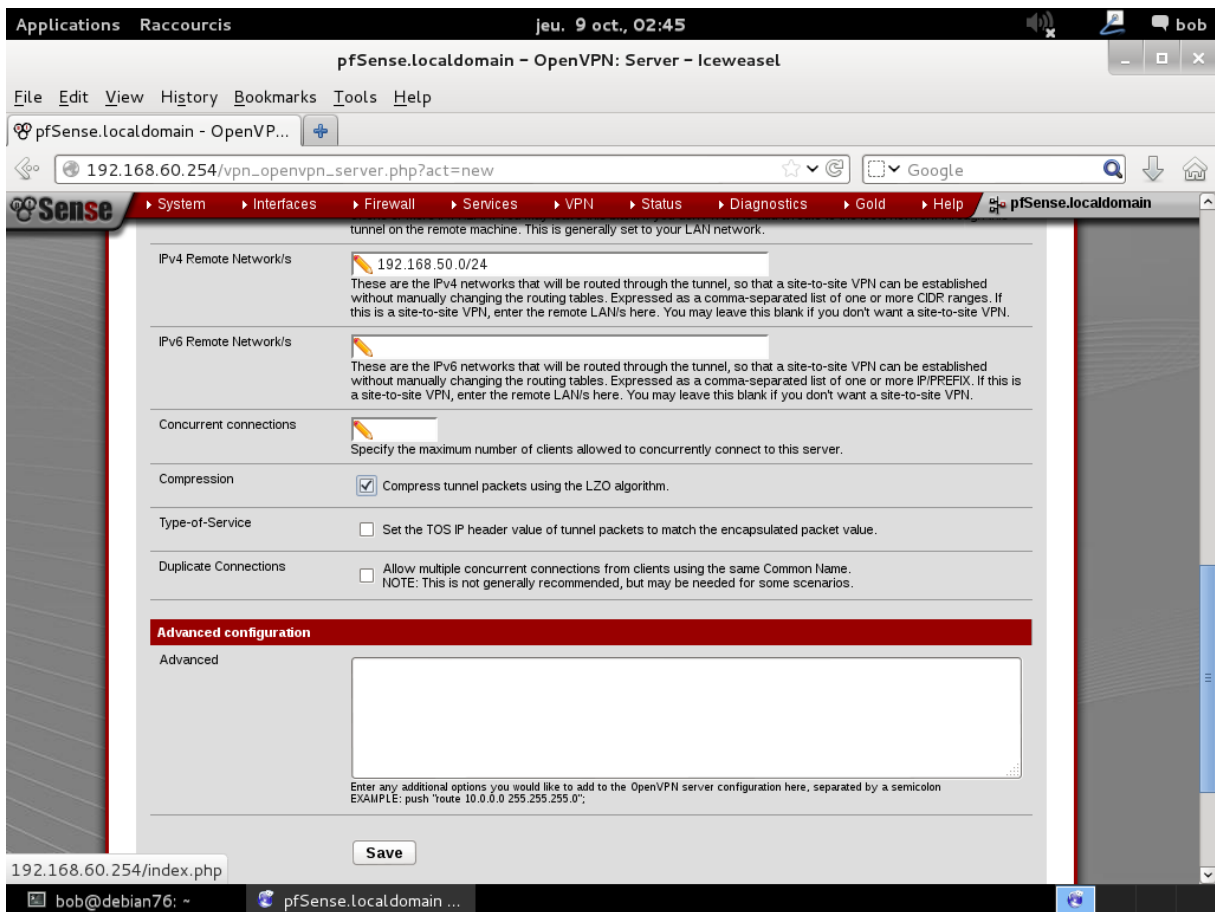 Applications Raccourcis jeu. 9 oct., 02:45 bob
pfSense.localdomain - OpenVPN: Server - Iceweasel
File Edit View History Bookmarks Tools Help
pfSense.localdomain - OpenVP...
192.168.60.254/vpn_openvpn_server.php?act=new Google
Sense System Interfaces Firewall Services VPN Status Diagnostics Gold Help pfSense.localdomain
tunnel on the remote machine. This is generally set to your LAN network.
IPv4 Remote Network/s 192.168.50.0/24
These are the IPv4 networks that will be routed through the tunnel, so that a site-to-site VPN can be established
without manually changing the routing tables. Expressed as a comma-separated list of one or more CIDR ranges. If
this is a site-to-site VPN, enter the remote LAN/s here. You may leave this blank if you don't want a site-to-site VPN.
IPv6 Remote Network/s
These are the IPv6 networks that will be routed through the tunnel, so that a site-to-site VPN can be established
without manually changing the routing tables. Expressed as a comma-separated list of one or more IP/PREFIX. If this is
a site-to-site VPN, enter the remote LAN/s here. You may leave this blank if you don't want a site-to-site VPN.
Concurrent connections
Specify the maximum number of clients allowed to concurrently connect to this server.
Compression Compress tunnel packets using the LZO algorithm.
Type-of-Service Set the TOS IP header value of tunnel packets to match the encapsulated packet value.
Duplicate Connections Allow multiple concurrent connections from clients using the same Common Name.
NOTE: This is not generally recommended, but may be needed for some scenarios.
Advanced configuration
Advanced
Enter any additional options you would like to add to the OpenVPN server configuration here, separated by a semicolon
EXAMPLE: push "route 10.0.0.0 255.255.255.0";
Save
192.168.60.254/index.php
bob@debian76: ~ pfSense.localdomain ...